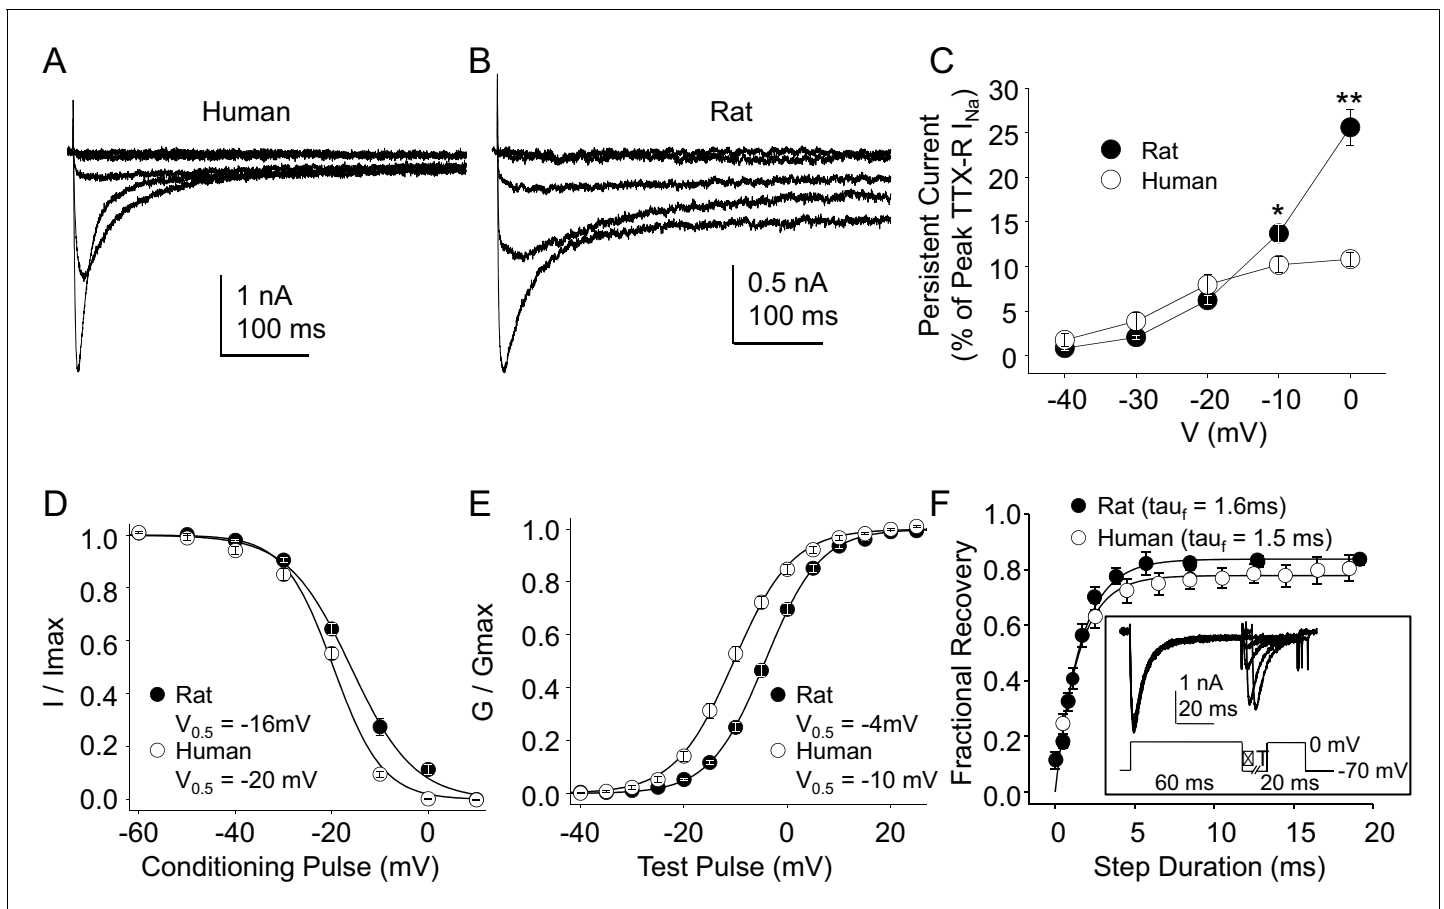 A
Human
1 nA
100 ms
B
Rat
0.5 nA
100 ms
C
Persistent Current
(% of Peak TTX-R I_Na)
30
25
20
15
10
5
0
Rat
Human
*
**
-40 -30 -20 -10 0
V (mV)
D
I / Imax
1.0
0.8
0.6
0.4
0.2
0.0
Rat
V0.5 = -16mV
Human
V0.5 = -20 mV
-60 -40 -20 0
Conditioning Pulse (mV)
E
G / Gmax
1.0
0.8
0.6
0.4
0.2
0.0
Rat
V0.5 = -4mV
Human
V0.5 = -10 mV
-40 -20 0 20
Test Pulse (mV)
F
Fractional Recovery
1.0
0.8
0.6
0.4
0.2
0.0
Rat (tauf = 1.6ms)
Human (tauf = 1.5 ms)
1 nA
20 ms
T
0 mV
-70 mV
60 ms
20 ms
0 5 10 15 20
Step Duration (ms)